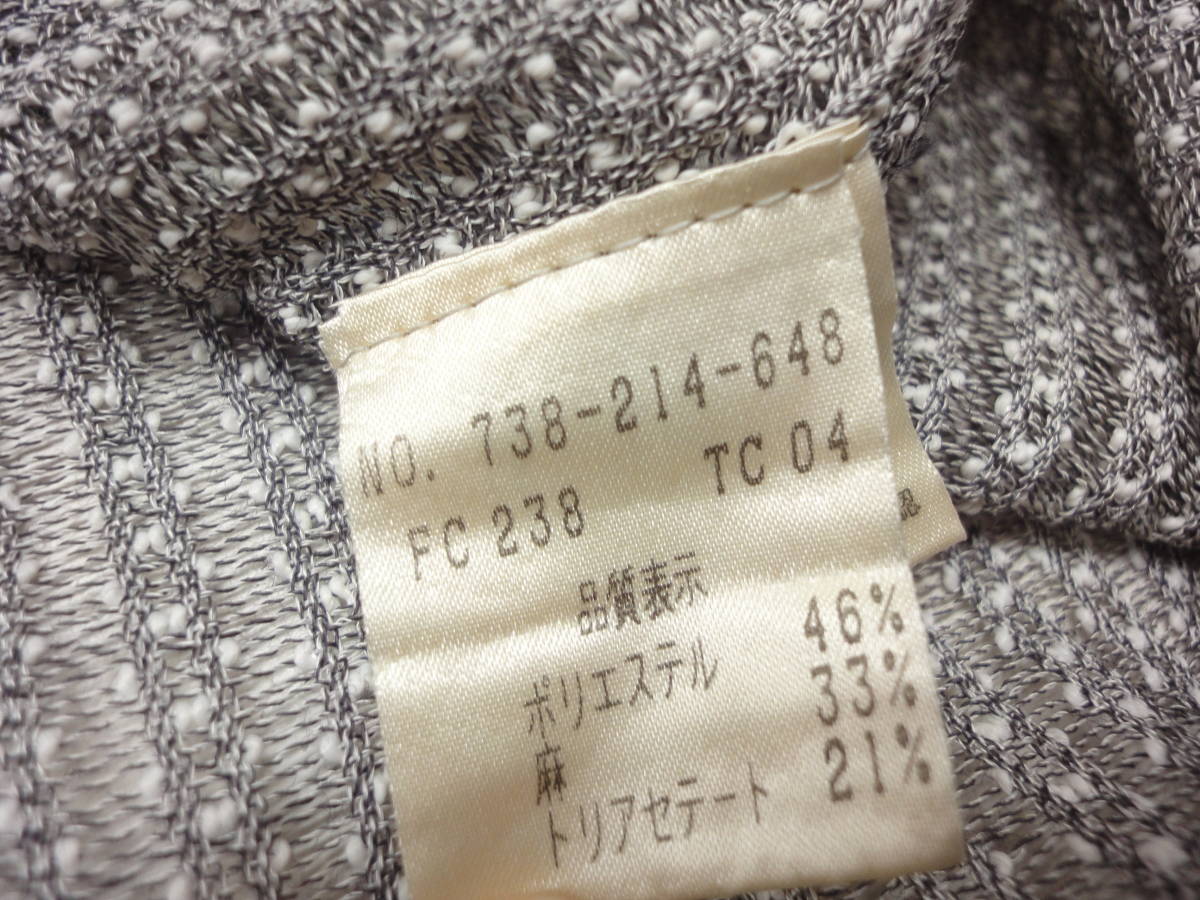 NO. 738-214-648
FC 238 TC 04
品質表示
ポリエステル 46%
麻 33%
トリアセテート 21%